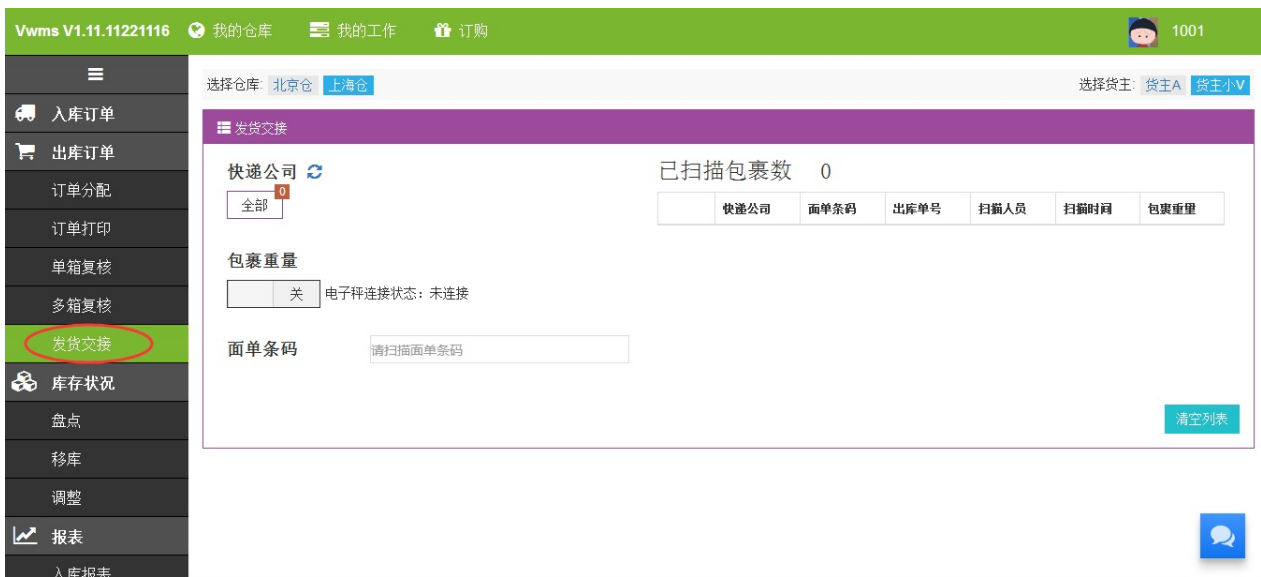 Vwms V1.11.11221116 我的仓库 我的工作 订购 1001
选择仓库: 北京仓 上海仓 选择货主: 货主A 货主小V
入库订单
出库订单
订单分配
订单打印
单箱复核
多箱复核
发货交接
库存状况
盘点
移库
调整
报表
入库报表
发货交接
快递公司
全部 0
包裹重量
关 电子秤连接状态：未连接
面单条码 请扫描面单条码
已扫描包裹数 0
快递公司 面单条码 出库单号 扫描人员 扫描时间 包裹重量
清空列表